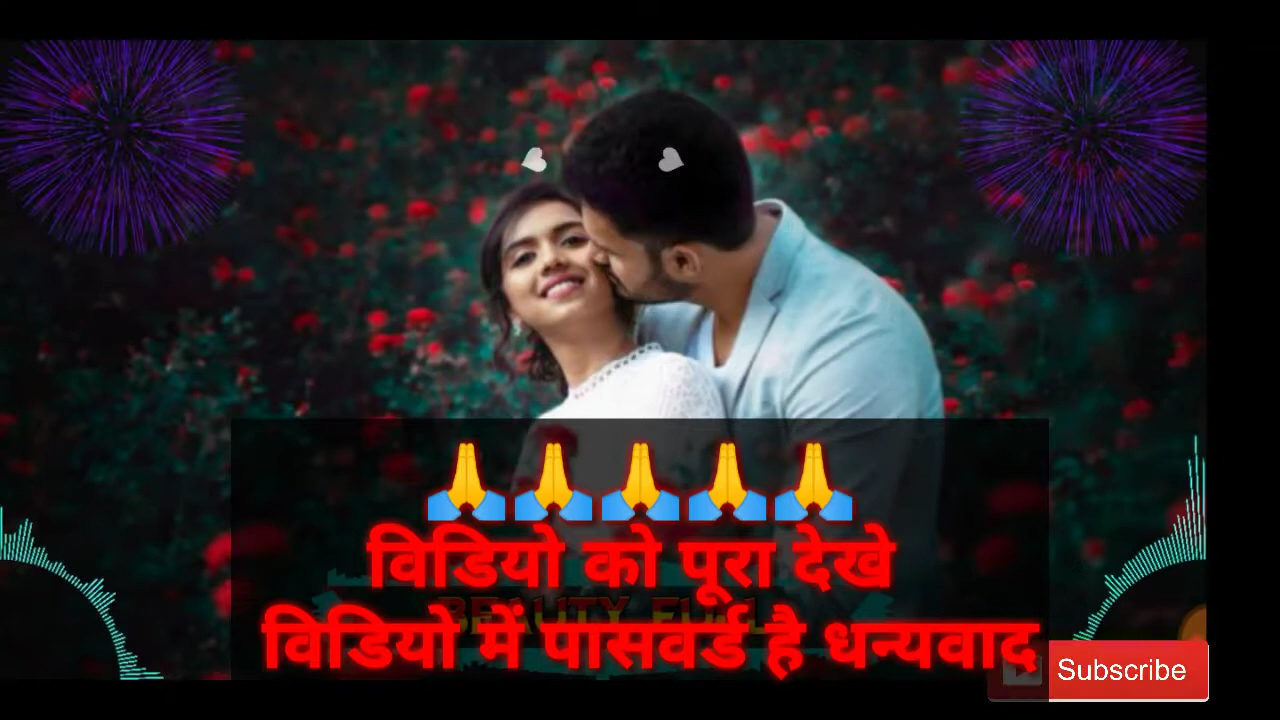 🙏🙏🙏🙏🙏
विडियो को पूरा देखे
विडियो में पासवर्ड है धन्यवाद
Subscribe